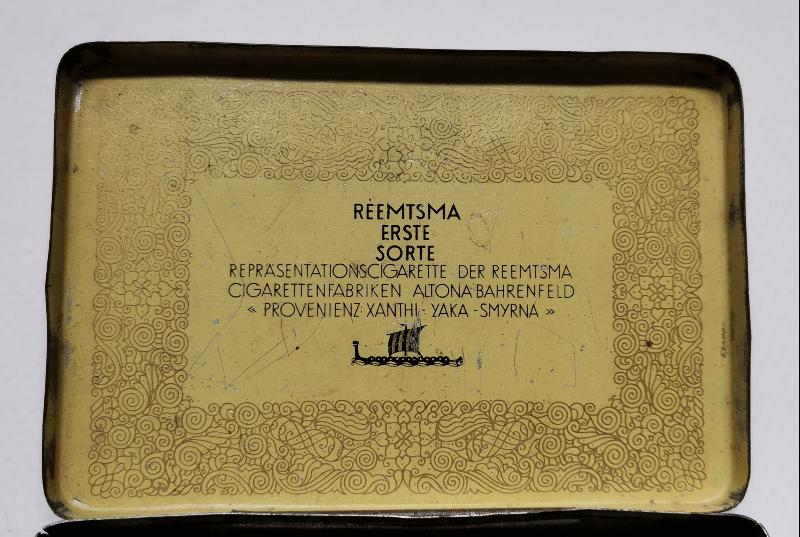 REEMTSMA
ERSTE
SORTE
REPRÄSENTATIONSCIGARETTE DER REEMTSMA
CIGARETTENFABRIKEN ALTONA-BAHRENFELD
« PROVENIENZ: XANTHI - YAKA - SMYRNA »